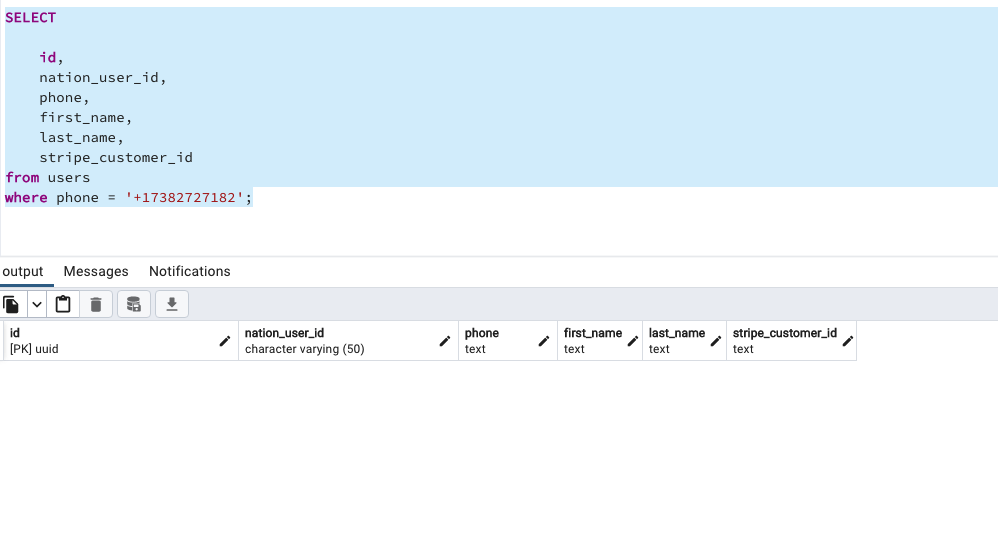 SELECT
id,
nation_user_id,
phone,
first_name,
last_name,
stripe_customer_id
from users
where phone = '+17382727182';
output Messages Notifications
id nation_user_id phone first_name last_name stripe_customer_id
[PK] uuid character varying (50) text text text text